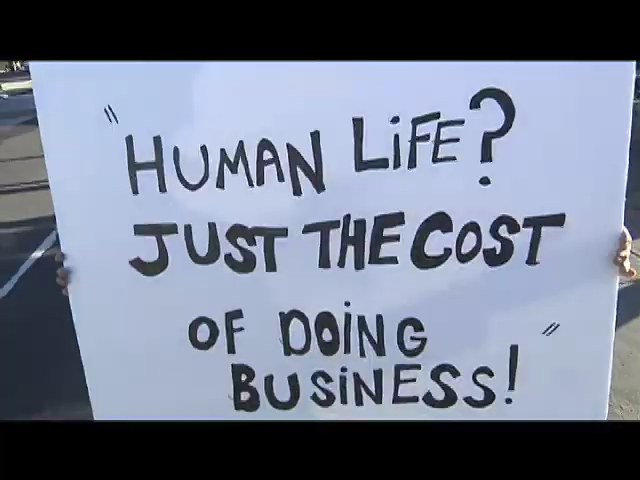 "HUMAN LiFE?
JUST THE COST
OF DOiNG
BUSiNESS!"